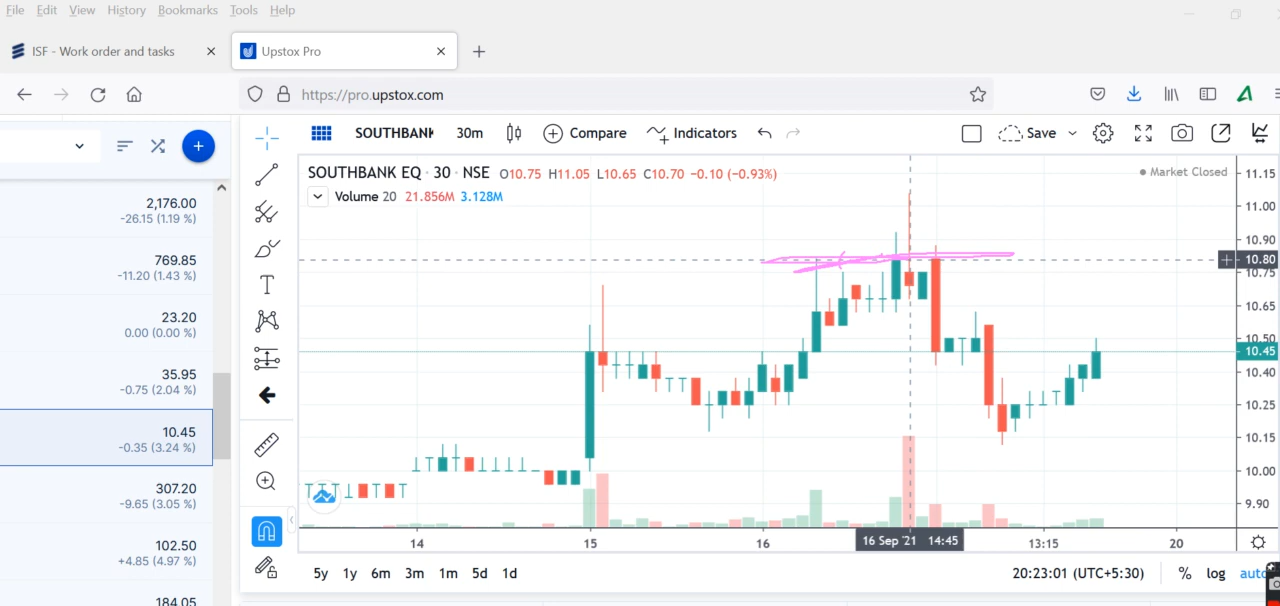 File Edit View History Bookmarks Tools Help
ISF - Work order and tasks
Upstox Pro
https://pro.upstox.com
SOUTHBANK 30m Compare Indicators Save
SOUTHBANK EQ · 30 · NSE O10.75 H11.05 L10.65 C10.70 -0.10 (-0.93%)
Market Closed
Volume 20 21.856M 3.128M
2,176.00
-26.15 (1.19 %)
769.85
-11.20 (1.43 %)
23.20
0.00 (0.00 %)
35.95
-0.75 (2.04 %)
10.45
-0.35 (3.24 %)
307.20
-9.65 (3.05 %)
102.50
+4.85 (4.97 %)
184.05
11.15
11.00
10.90
10.80
10.75
10.65
10.50
10.45
10.40
10.25
10.15
10.00
9.90
14 15 16 16 Sep '21 14:45 13:15 20
5y 1y 6m 3m 1m 5d 1d 20:23:01 (UTC+5:30) % log auto